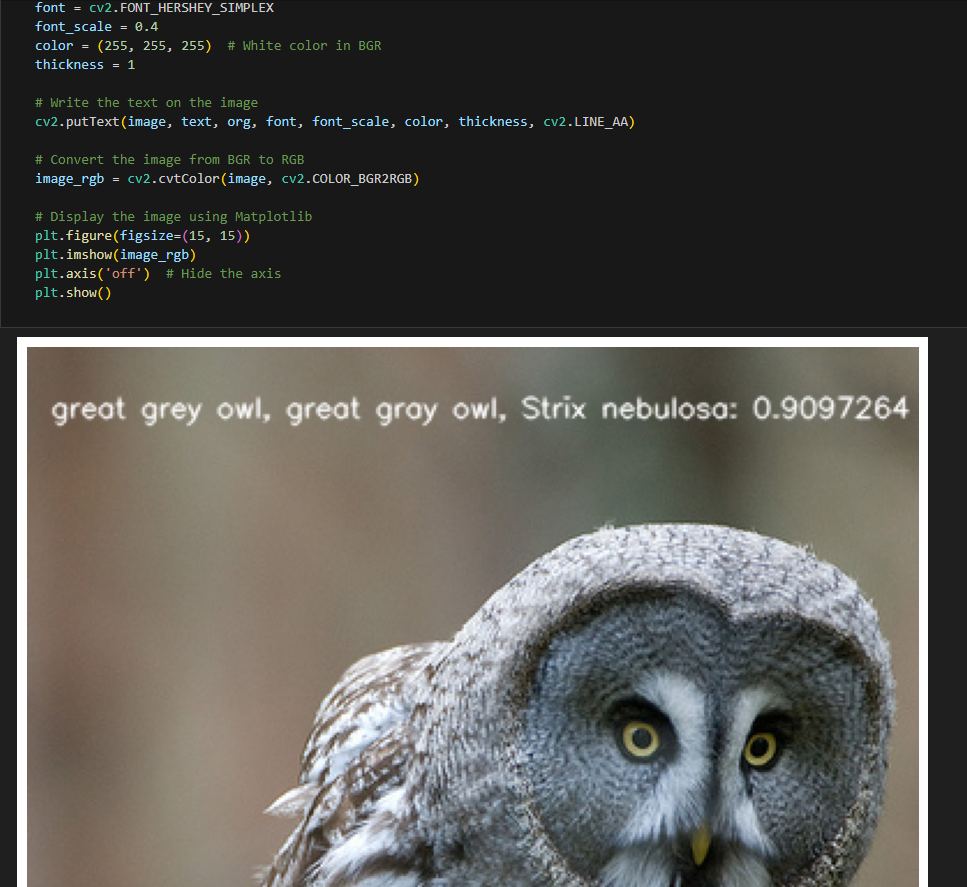 font = cv2.FONT_HERSHEY_SIMPLEX
font_scale = 0.4
color = (255, 255, 255)  # White color in BGR
thickness = 1
# Write the text on the image
cv2.putText(image, text, org, font, font_scale, color, thickness, cv2.LINE_AA)
# Convert the image from BGR to RGB
image_rgb = cv2.cvtColor(image, cv2.COLOR_BGR2RGB)
# Display the image using Matplotlib
plt.figure(figsize=(15, 15))
plt.imshow(image_rgb)
plt.axis('off')  # Hide the axis
plt.show()
great grey owl, great gray owl, Strix nebulosa: 0.9097264